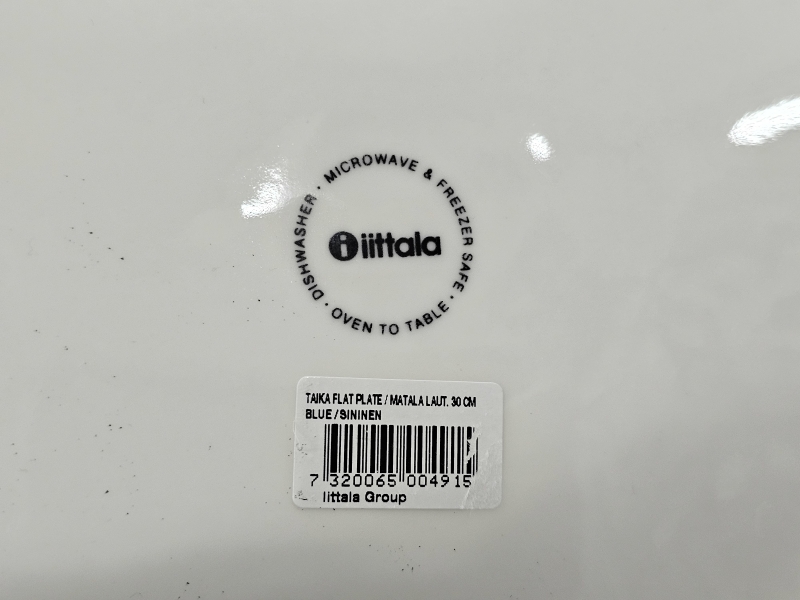 DISHWASHER · MICROWAVE & FREEZER SAFE · OVEN TO TABLE ·
i iittala
TAIKA FLAT PLATE / MATALA LAUT. 30 CM
BLUE / SININEN
7 320065 004915
Iittala Group